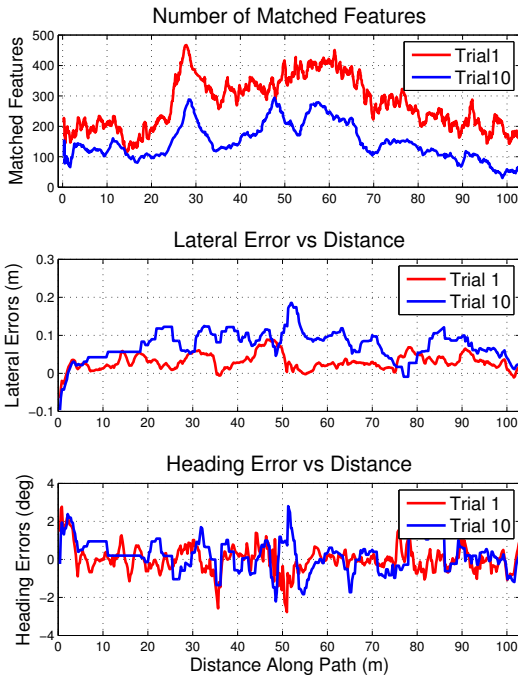 Number of Matched Features
Matched Features
500
400
300
200
100
0
Trial1
Trial10
0 10 20 30 40 50 60 70 80 90 100
Lateral Error vs Distance
Lateral Errors (m)
0.3
0.2
0.1
0
−0.1
Trial 1
Trial 10
0 10 20 30 40 50 60 70 80 90 100
Heading Error vs Distance
Heading Errors (deg)
4
2
0
−2
−4
Trial 1
Trial 10
0 10 20 30 40 50 60 70 80 90 100
Distance Along Path (m)